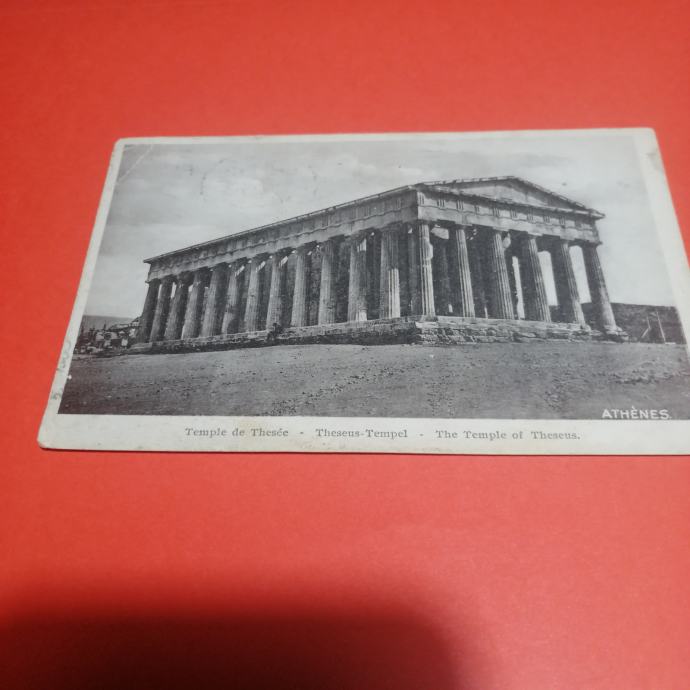 ATHÈNES.
Temple de Thesée - Theseus-Tempel - The Temple of Theseus.